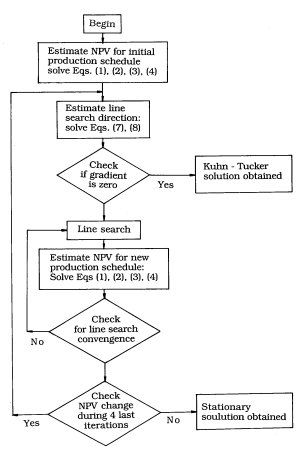 Begin
Estimate NPV for initial
production schedule
solve Eqs. (1), (2), (3), (4)
Estimate line
search direction:
solve Eqs. (7), (8)
Check
if gradient
is zero
Yes
Kuhn - Tucker
solution obtained
Line search
Estimate NPV for new
production schedule:
Solve Eqs (1), (2), (3), (4)
Check
for line search
convengence
No
Check
NPV change
during 4 last
iterations
Yes
No
Stationary
soulution obtained